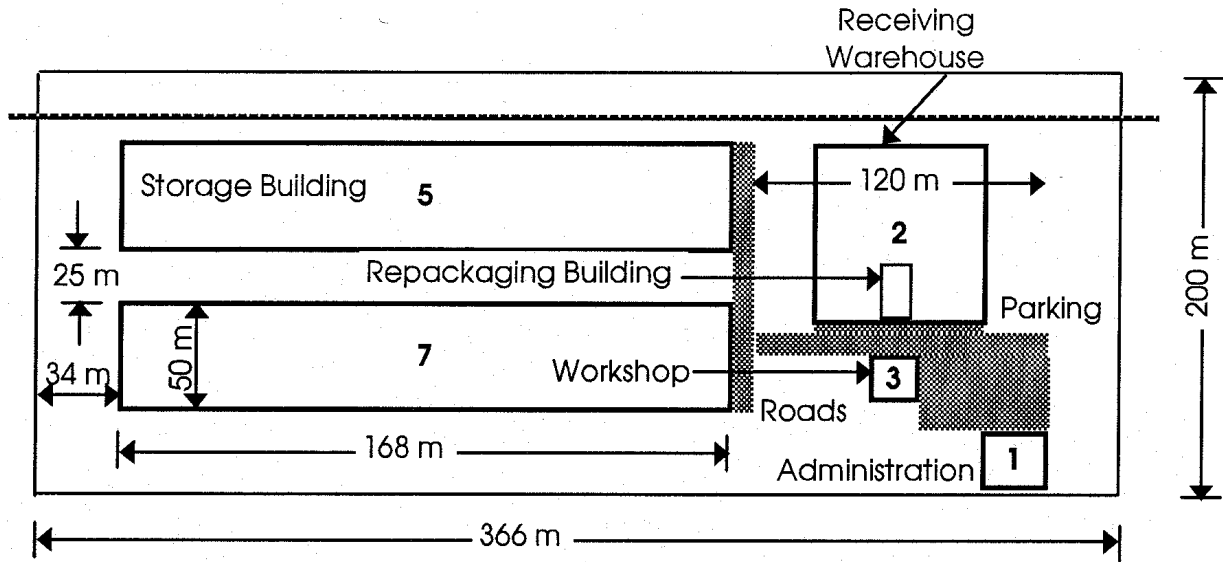 Receiving
Warehouse
Storage Building
5
120 m
2
25 m
Repackaging Building
200 m
Parking
34 m
50 m
7
Workshop
3
Roads
168 m
Administration
1
366 m